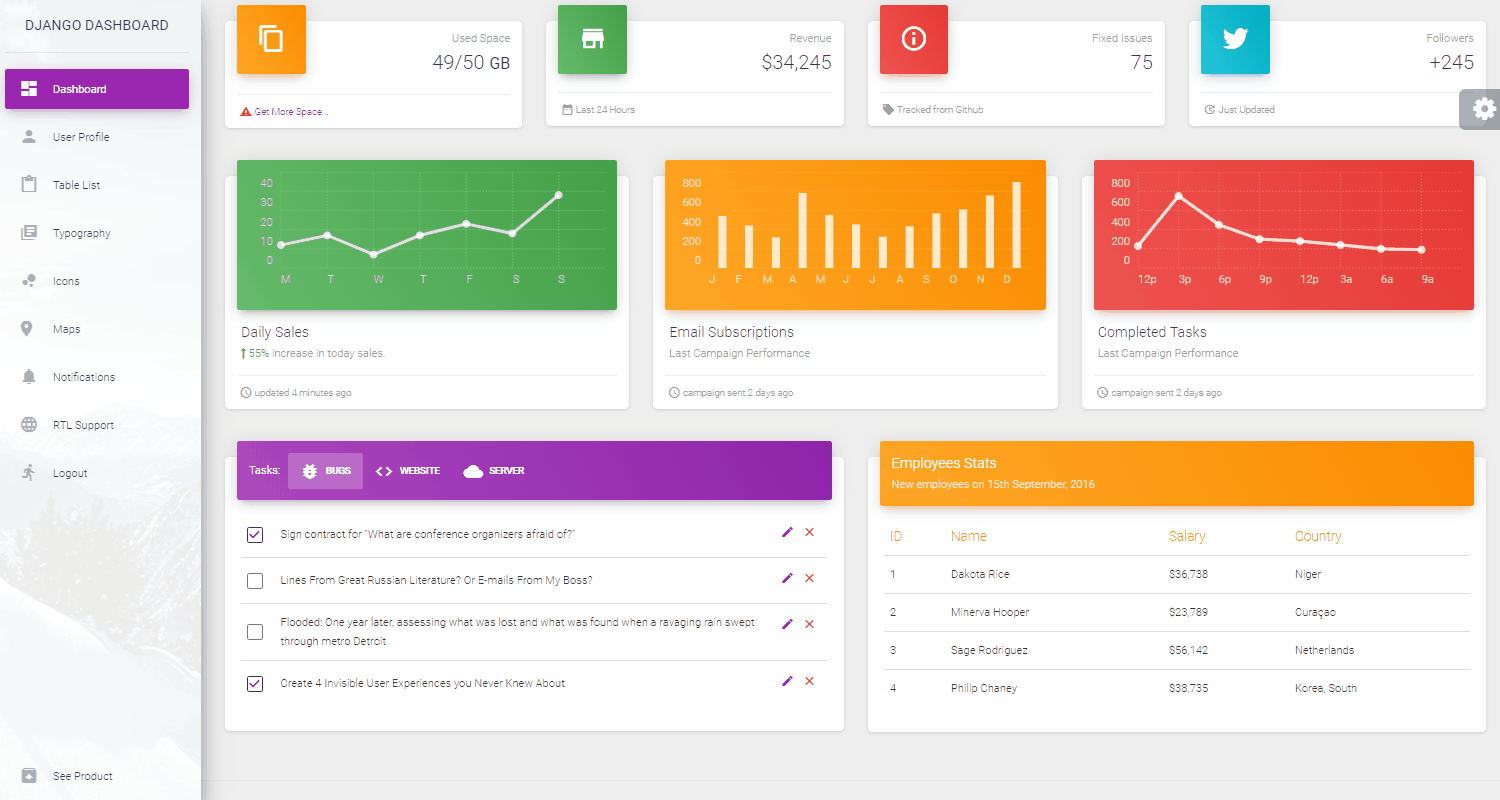 DJANGO DASHBOARD
Dashboard
User Profile
Table List
Typography
Icons
Maps
Notifications
RTL Support
Logout
See Product
Used Space
49/50 GB
Get More Space...
Revenue
$34,245
Last 24 Hours
Fixed Issues
75
Tracked from Github
Followers
+245
Just Updated
40
30
20
10
0
M T W T F S S
Daily Sales
55% increase in today sales.
updated 4 minutes ago
800
600
400
200
0
J F M A M J J A S O N D
Email Subscriptions
Last Campaign Performance
campaign sent 2 days ago
800
600
400
200
0
12p 3p 6p 9p 12p 3a 6a 9a
Completed Tasks
Last Campaign Performance
campaign sent 2 days ago
Tasks: BUGS WEBSITE SERVER
Sign contract for "What are conference organizers afraid of?"
Lines From Great Russian Literature? Or E-mails From My Boss?
Flooded: One year later, assessing what was lost and what was found when a ravaging rain swept
through metro Detroit
Create 4 Invisible User Experiences you Never Knew About
Employees Stats
New employees on 15th September, 2016
ID Name Salary Country
1 Dakota Rice $36,738 Niger
2 Minerva Hooper $23,789 Curaçao
3 Sage Rodriguez $56,142 Netherlands
4 Philip Chaney $38,735 Korea, South